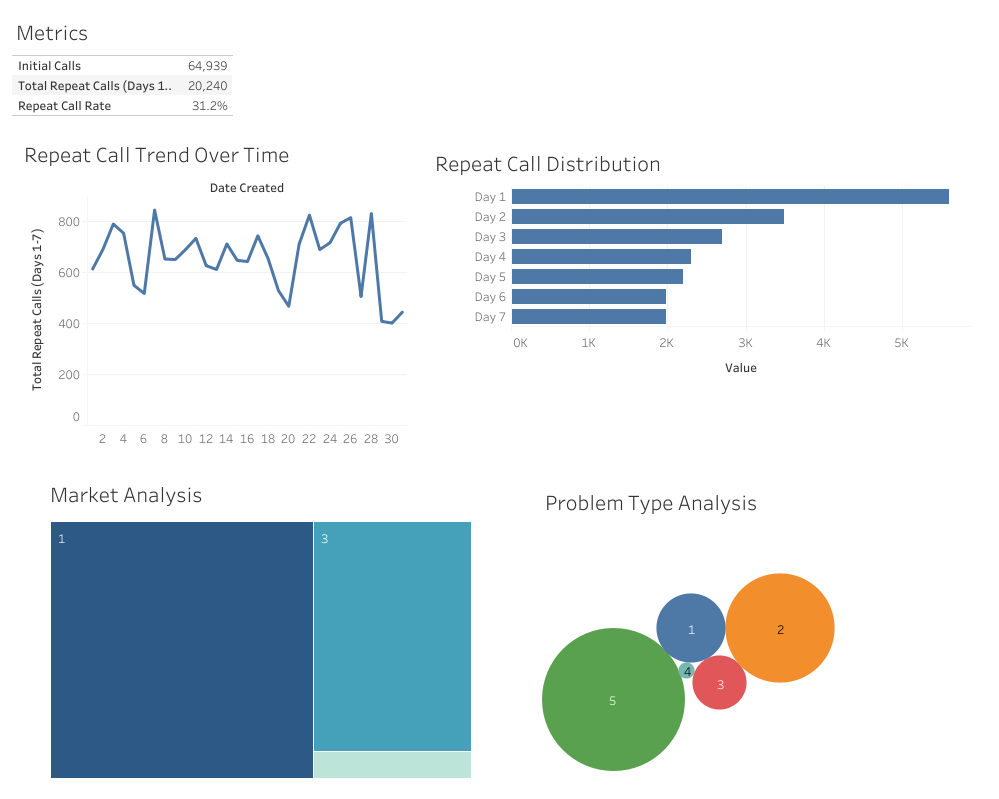 Metrics
Initial Calls 64,939
Total Repeat Calls (Days 1.. 20,240
Repeat Call Rate 31.2%
Repeat Call Trend Over Time
Date Created
Total Repeat Calls (Days 1-7)
800
600
400
200
0
2 4 6 8 10 12 14 16 18 20 22 24 26 28 30
Repeat Call Distribution
Day 1
Day 2
Day 3
Day 4
Day 5
Day 6
Day 7
0K 1K 2K 3K 4K 5K
Value
Market Analysis
1 3
Problem Type Analysis
1 2
4 3
5